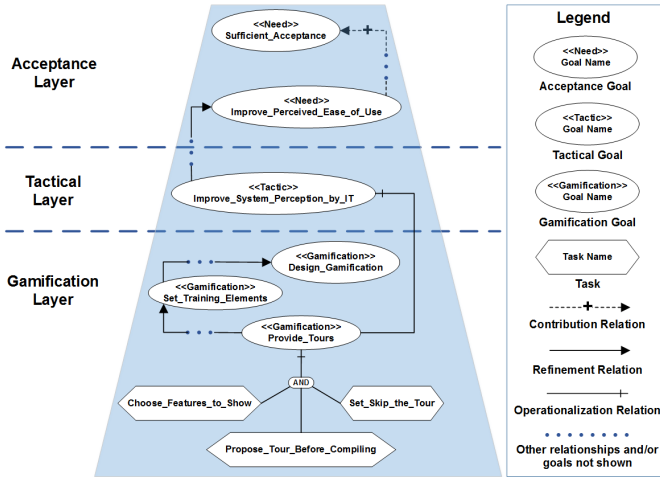 <<Need>>
Sufficient_Acceptance
Acceptance
Layer
<<Need>>
Improve_Perceived_Ease_of_Use
Tactical
Layer
<<Tactic>>
Improve_System_Perception_by_IT
Gamification
Layer
<<Gamification>>
Design_Gamification
<<Gamification>>
Set_Training_Elements
<<Gamification>>
Provide_Tours
AND
Choose_Features_to_Show
Set_Skip_the_Tour
Propose_Tour_Before_Compiling
Legend
<<Need>>
Goal Name
Acceptance Goal
<<Tactic>>
Goal Name
Tactical Goal
<<Gamification>>
Goal Name
Gamification Goal
Task Name
Task
Contribution Relation
Refinement Relation
Operationalization Relation
Other relationships and/or
goals not shown